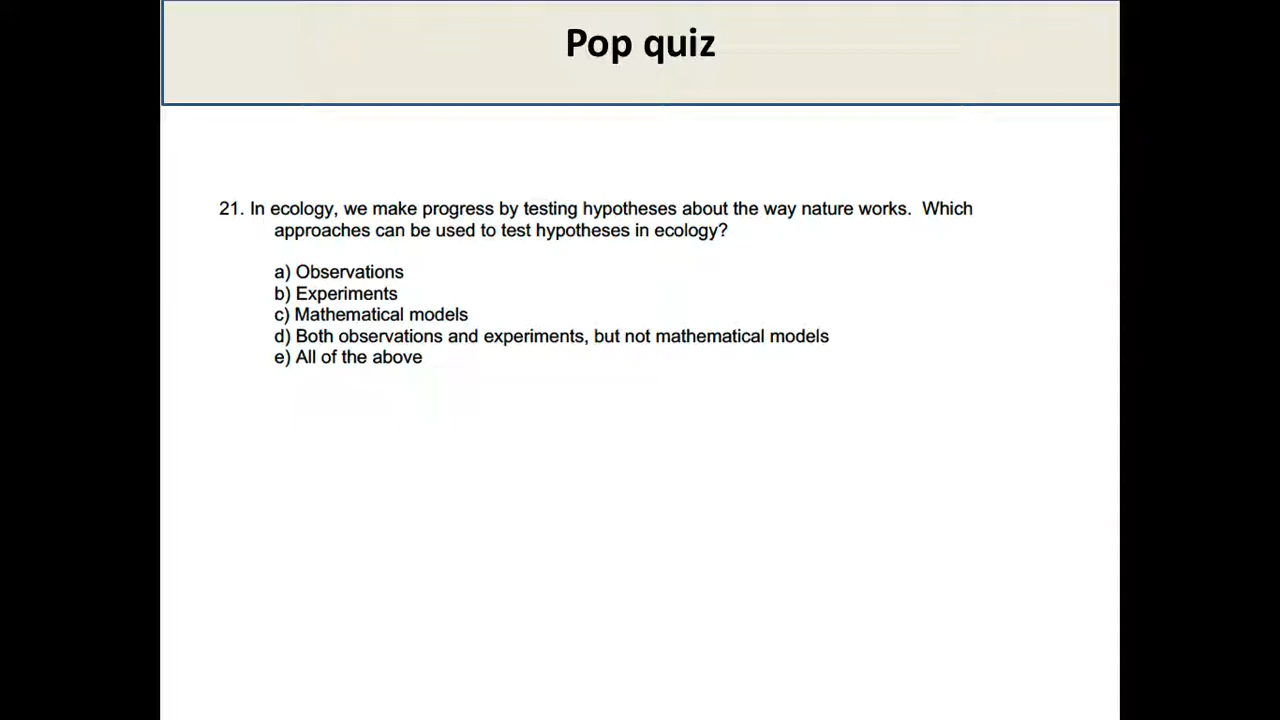 Pop quiz
21. In ecology, we make progress by testing hypotheses about the way nature works.  Which
approaches can be used to test hypotheses in ecology?
a) Observations
b) Experiments
c) Mathematical models
d) Both observations and experiments, but not mathematical models
e) All of the above